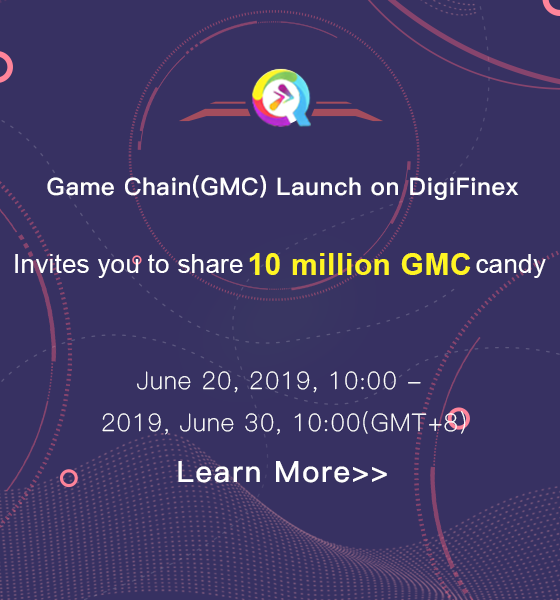 Game Chain(GMC) Launch on DigiFinex
Invites you to share 10 million GMC candy
June 20, 2019, 10:00 –
2019, June 30, 10:00(GMT+8)
Learn More>>